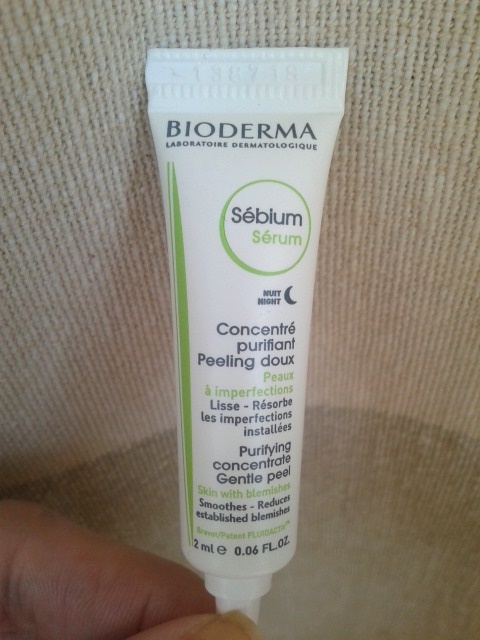 BIODERMA
LABORATOIRE DERMATOLOGIQUE
Sébium
Sérum
NUIT
NIGHT
Concentré
purifiant
Peeling doux
Peaux
à imperfections
Lisse - Résorbe
les imperfections
installées
Purifying
concentrate
Gentle peel
Skin with blemishes
Smoothes - Reduces
established blemishes
Brevet/Patent FLUIDACTIV™
2 ml e 0.06 FL.OZ.